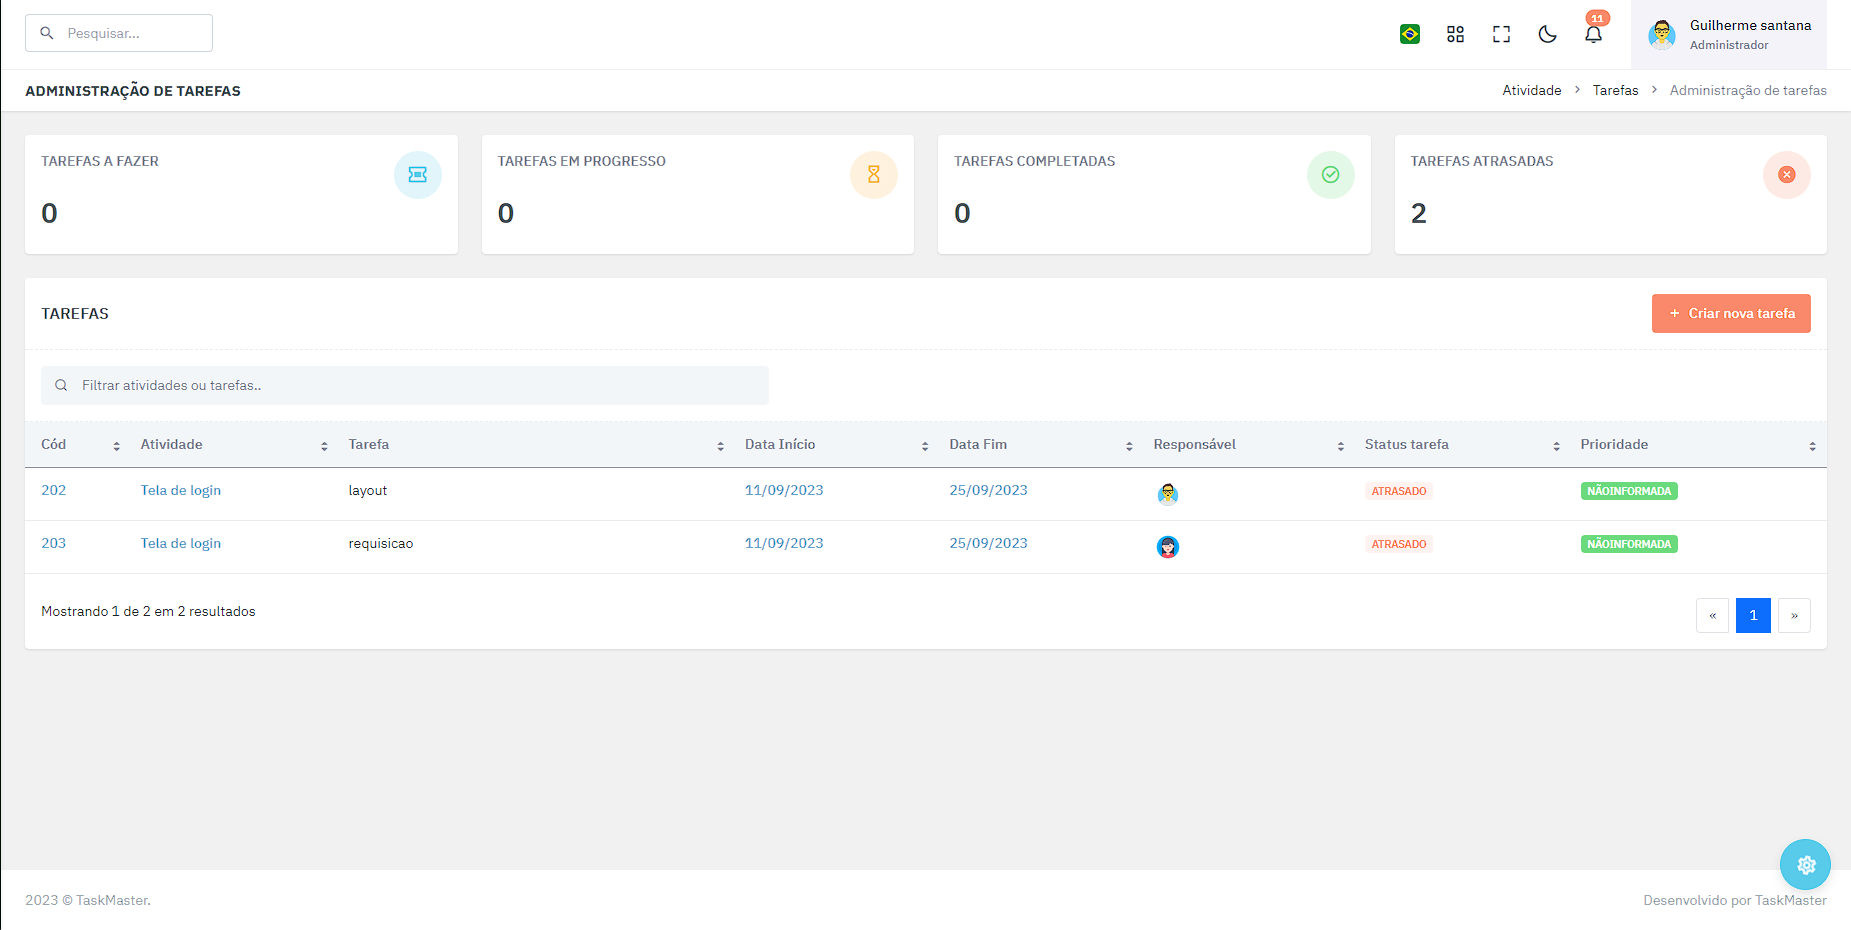 Pesquisar...
11
Guilherme santana
Administrador
ADMINISTRAÇÃO DE TAREFAS
Atividade > Tarefas > Administração de tarefas
TAREFAS A FAZER
0
TAREFAS EM PROGRESSO
0
TAREFAS COMPLETADAS
0
TAREFAS ATRASADAS
2
TAREFAS
+ Criar nova tarefa
Filtrar atividades ou tarefas..
Cód Atividade Tarefa Data Início Data Fim Responsável Status tarefa Prioridade
202 Tela de login layout 11/09/2023 25/09/2023 ATRASADO NÃOINFORMADA
203 Tela de login requisicao 11/09/2023 25/09/2023 ATRASADO NÃOINFORMADA
Mostrando 1 de 2 em 2 resultados
« 1 »
2023 © TaskMaster.
Desenvolvido por TaskMaster